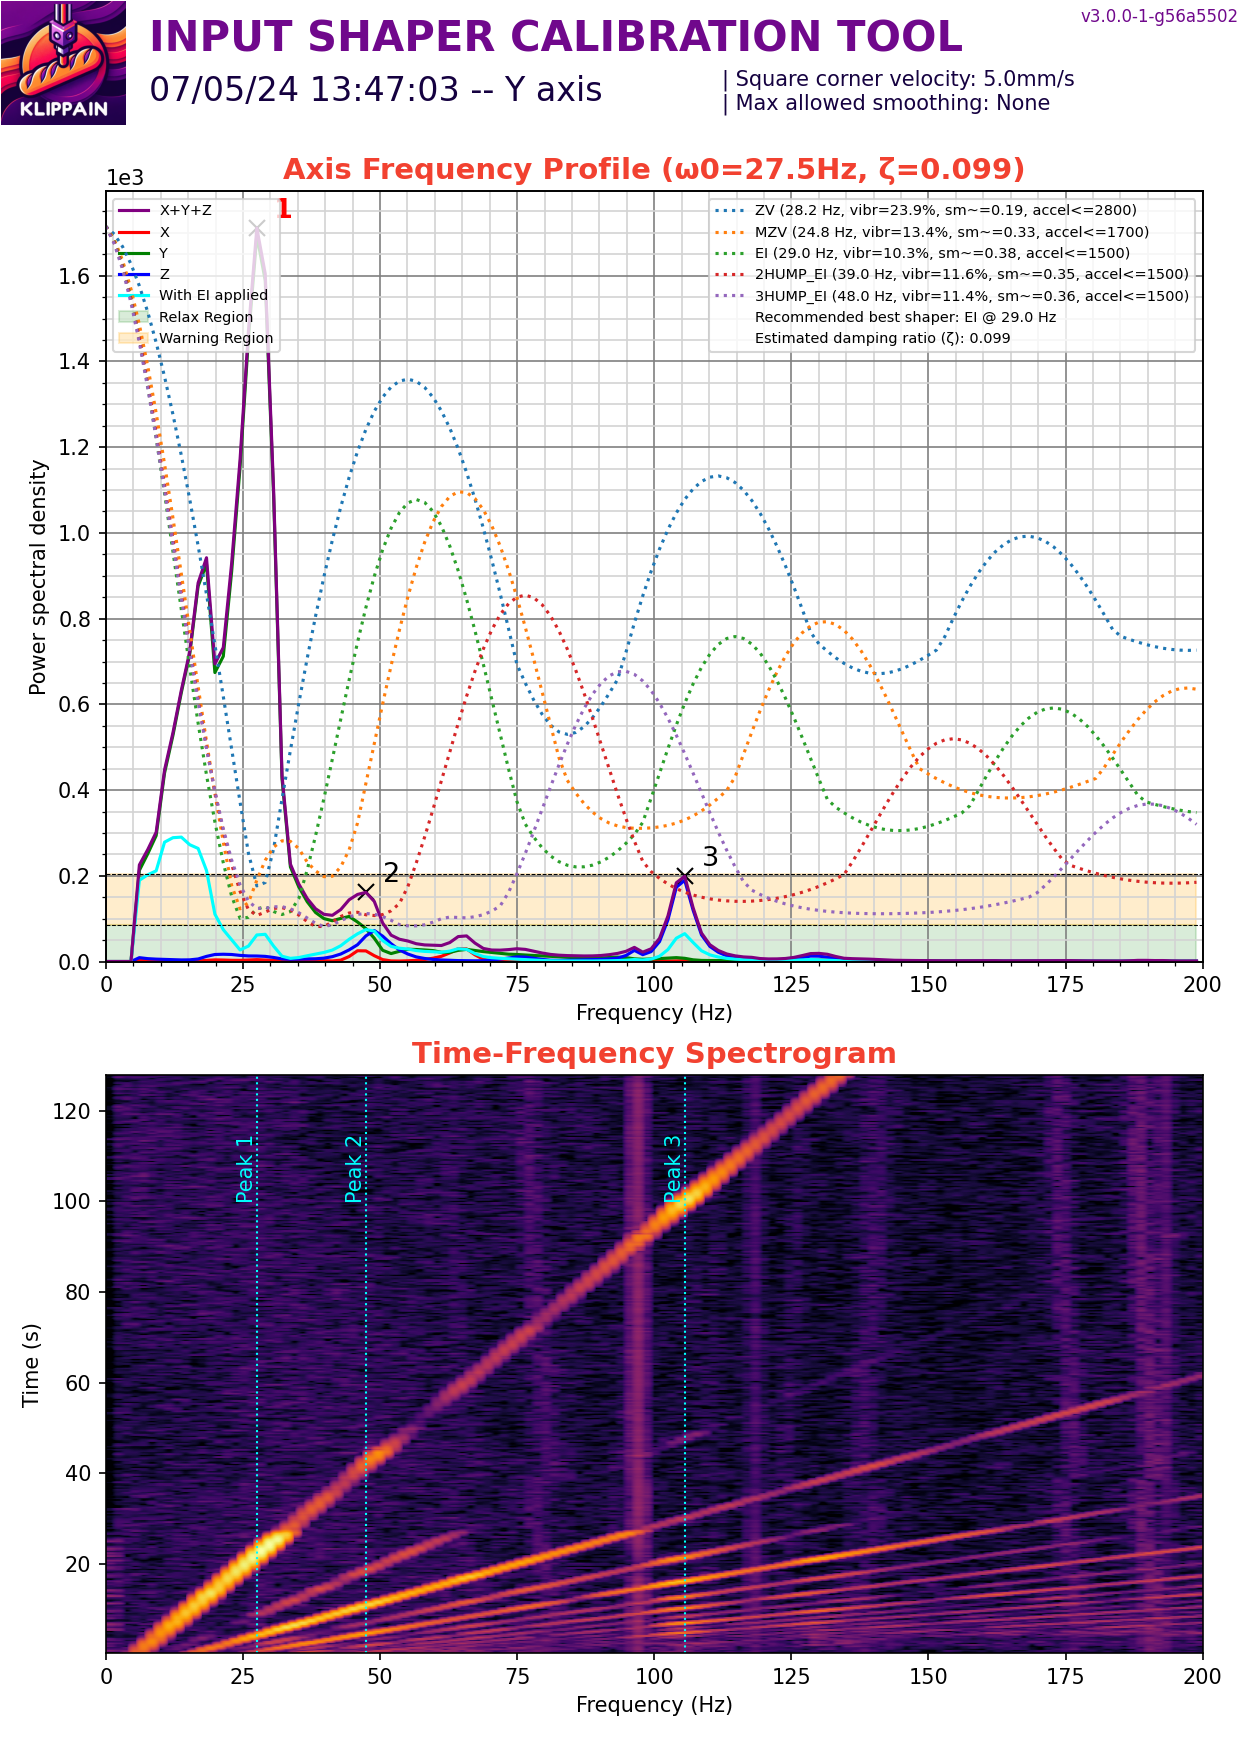 KLIPPAIN
INPUT SHAPER CALIBRATION TOOL
v3.0.0-1-g56a5502
07/05/24 13:47:03 -- Y axis
| Square corner velocity: 5.0mm/s
| Max allowed smoothing: None
Axis Frequency Profile (ω0=27.5Hz, ζ=0.099)
1e3
X+Y+Z
X
Y
Z
With EI applied
Relax Region
Warning Region
1
ZV (28.2 Hz, vibr=23.9%, sm~=0.19, accel<=2800)
MZV (24.8 Hz, vibr=13.4%, sm~=0.33, accel<=1700)
EI (29.0 Hz, vibr=10.3%, sm~=0.38, accel<=1500)
2HUMP_EI (39.0 Hz, vibr=11.6%, sm~=0.35, accel<=1500)
3HUMP_EI (48.0 Hz, vibr=11.4%, sm~=0.36, accel<=1500)
Recommended best shaper: EI @ 29.0 Hz
Estimated damping ratio (ζ): 0.099
Power spectral density
1.6
1.4
1.2
1.0
0.8
0.6
0.4
0.2
0.0
2
3
0 25 50 75 100 125 150 175 200
Frequency (Hz)
Time-Frequency Spectrogram
Time (s)
120
100
80
60
40
20
Peak 1
Peak 2
Peak 3
0 25 50 75 100 125 150 175 200
Frequency (Hz)